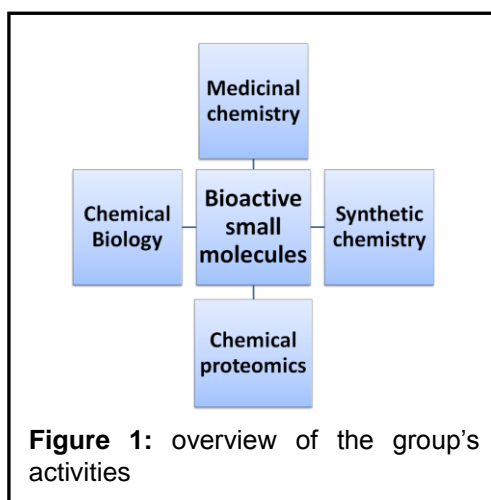 Medicinal
chemistry
Chemical
Biology
Bioactive
small
molecules
Synthetic
chemistry
Chemical
proteomics
Figure 1: overview of the group's
activities